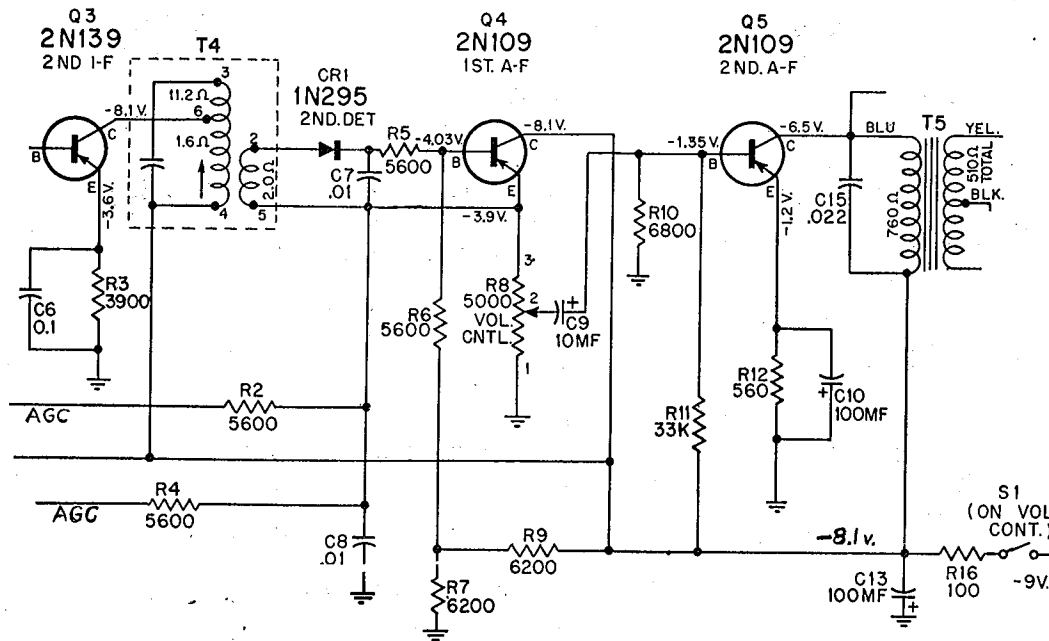 Q3
2N139
2ND I-F
T4
3
11.2Ω
6
1.6Ω
4
2
2.0Ω
5
-8.1V.
C
B
E
-3.6V.
C6
0.1
R3
3900
CR1
1N295
2ND. DET
C7
.01
R5
5600
-4.03V.
Q4
2N109
1ST. A-F
-8.1V.
B
C
E
-3.9V.
R6
5600
3
R8
5000
VOL.
CNTL.
2
1
+
C9
10MF
R10
6800
Q5
2N109
2ND. A-F
-1.35V.
B
C
E
-6.5V.
-1.2V.
BLU
T5
YEL.
510Ω
TOTAL
BLK.
C15
.022
760Ω
R11
33K
R12
560
+
C10
100MF
AGC
R2
5600
AGC
R4
5600
C8
.01
R7
6200
R9
6200
-8.1 v.
C13
100MF
+
R16
100
S1
(ON VOL
CONT.)
-9V.